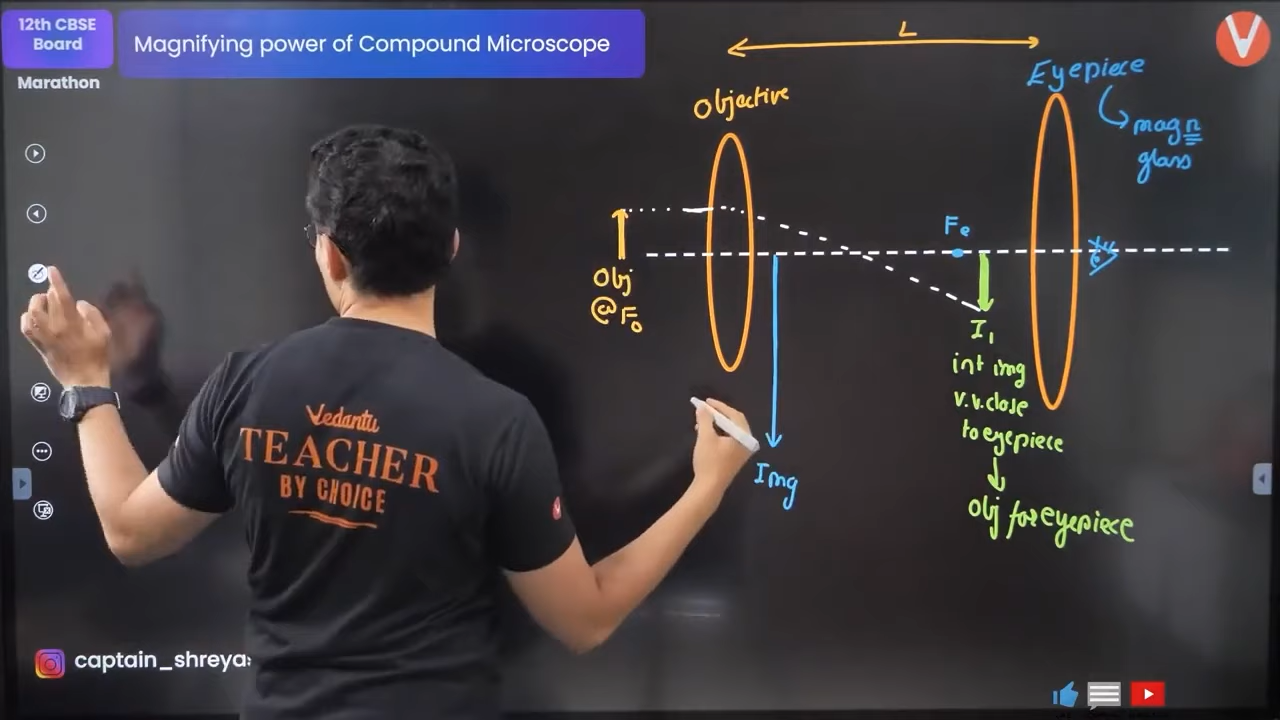 12th CBSE
Board
Marathon
Magnifying power of Compound Microscope
L
Objective
Eyepiece
magn
glass
Obj
@ Fo
Fe
I1
int img
v.v.close
to eyepiece
Obj for eyepiece
Img
Vedantu
TEACHER
BY CHOICE
captain_shreyas